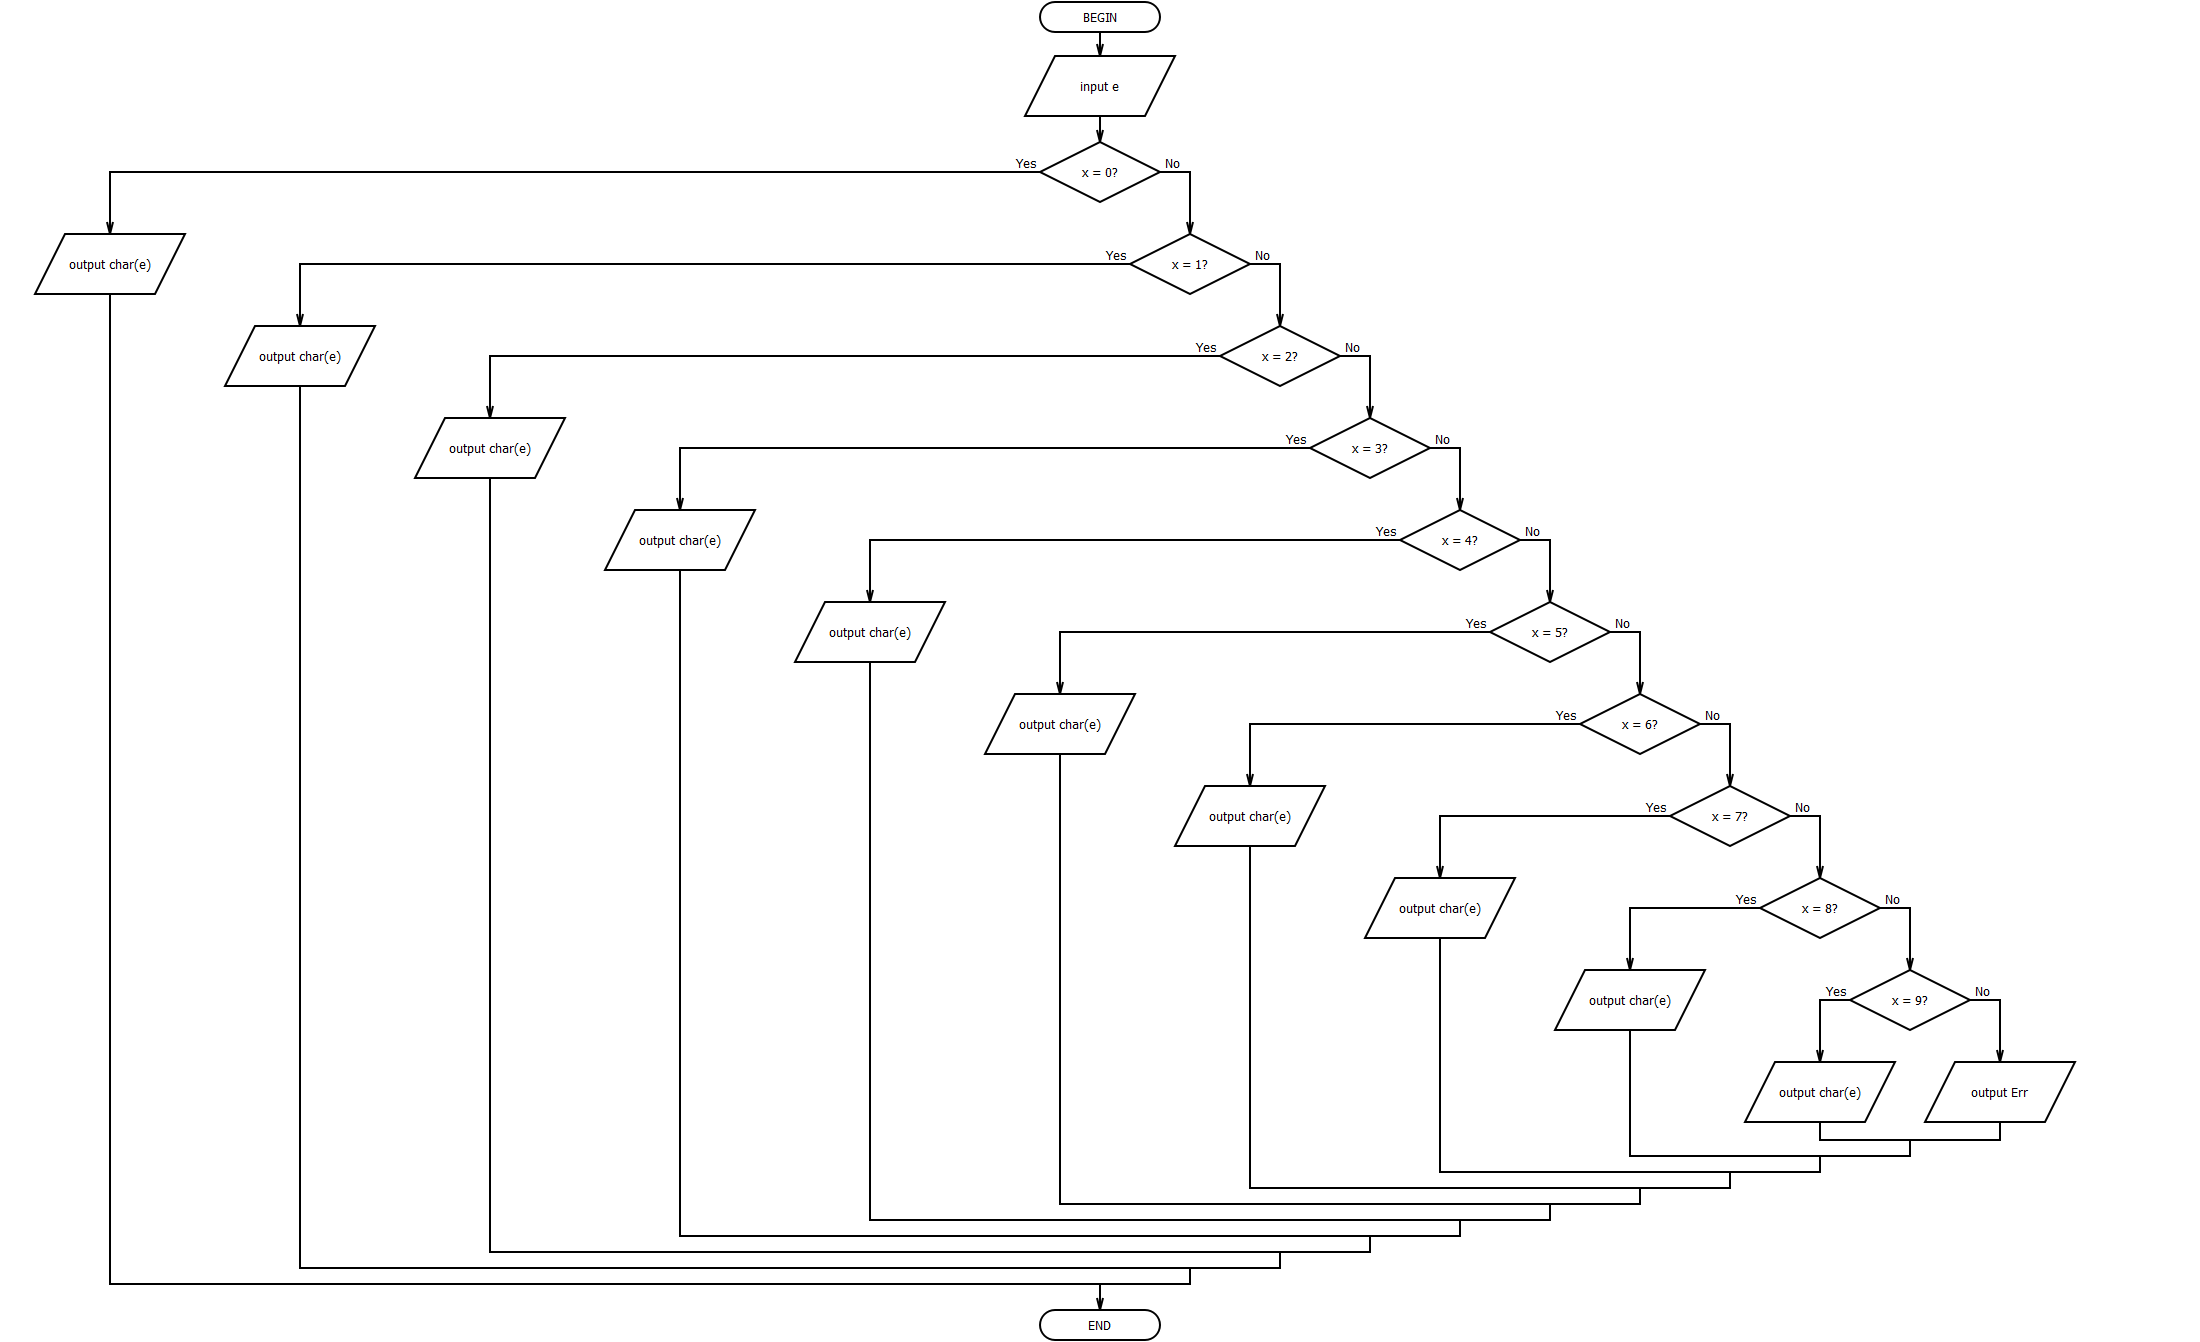 BEGIN
input e
Yes
x = 0?
No
output char(e)
Yes
x = 1?
No
output char(e)
Yes
x = 2?
No
output char(e)
Yes
x = 3?
No
output char(e)
Yes
x = 4?
No
output char(e)
Yes
x = 5?
No
output char(e)
Yes
x = 6?
No
output char(e)
Yes
x = 7?
No
output char(e)
Yes
x = 8?
No
output char(e)
Yes
x = 9?
No
output char(e)
output Err
END